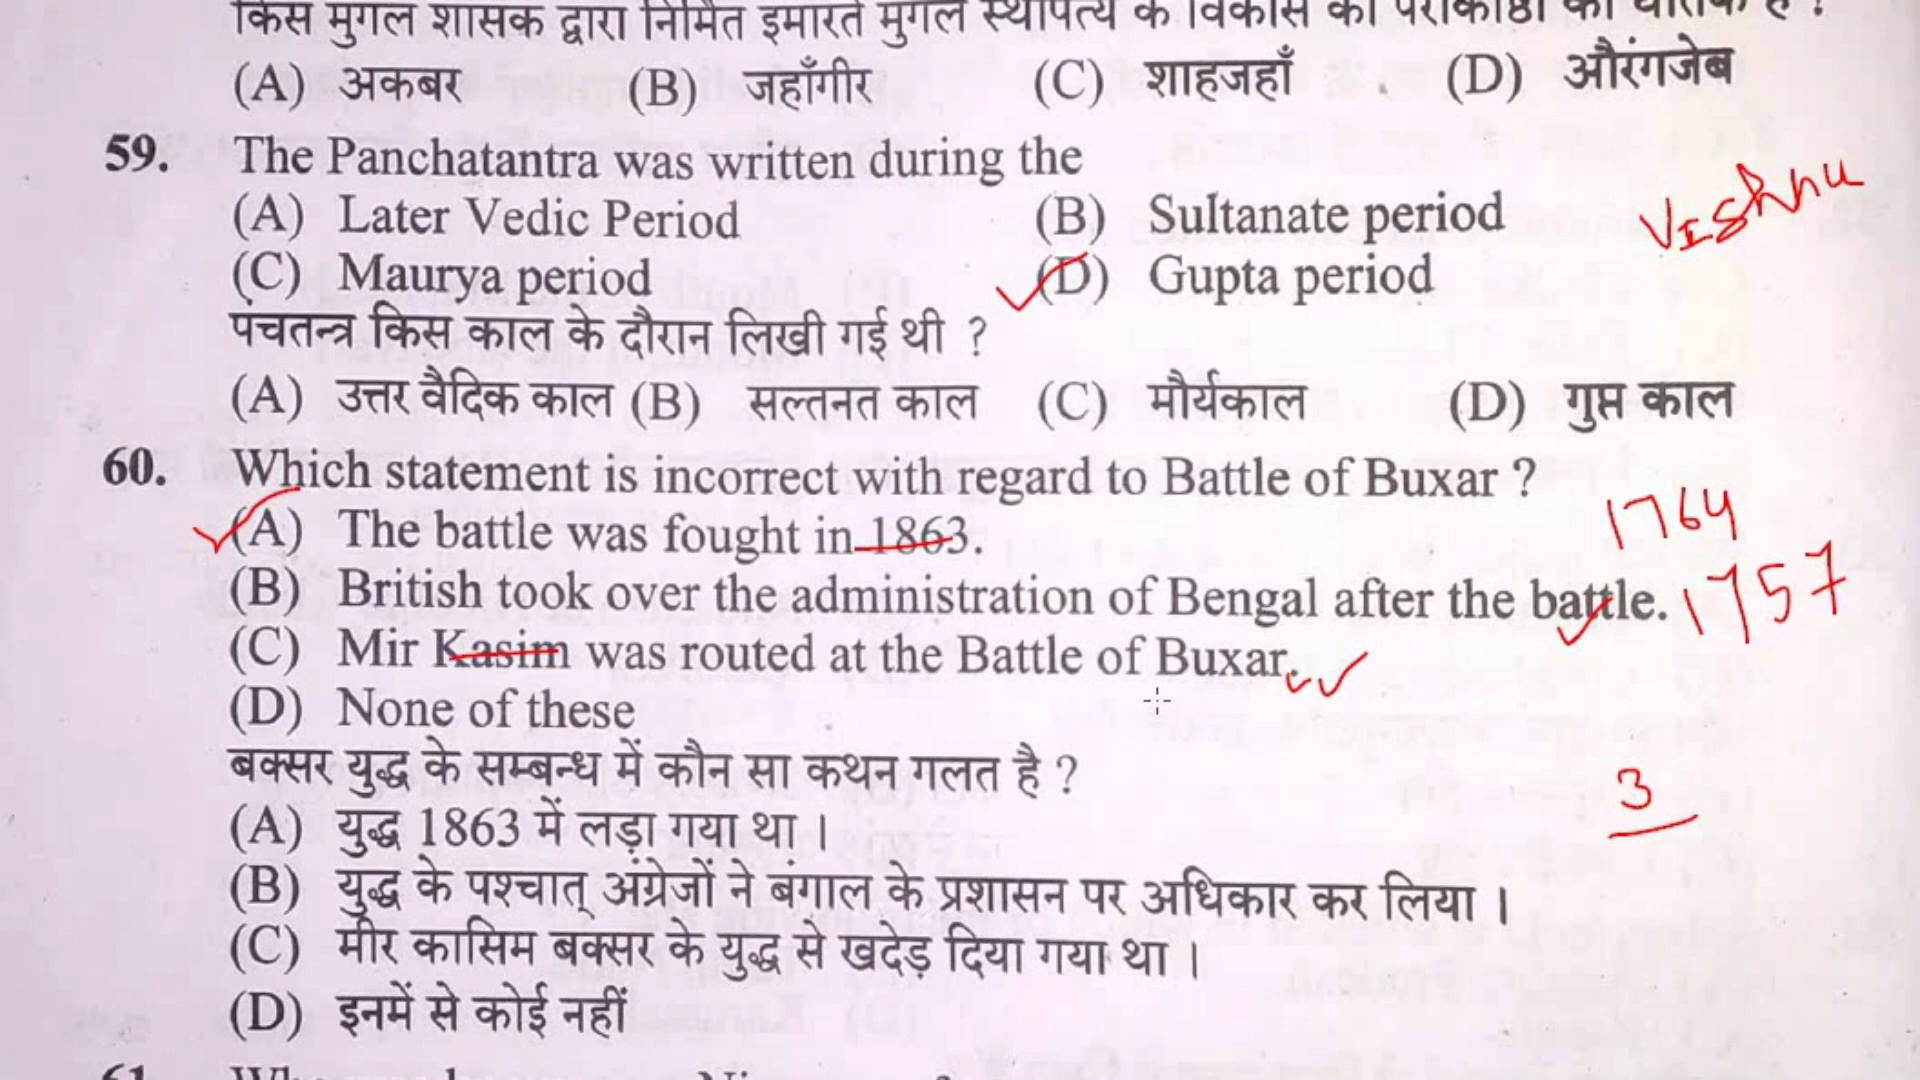 किस मुगल शासक द्वारा निर्मित इमारतें मुगल स्थापत्य के विकास की पराकाष्ठा की द्योतक हैं ?
(A) अकबर (B) जहाँगीर (C) शाहजहाँ (D) औरंगजेब
59. The Panchatantra was written during the
(A) Later Vedic Period (B) Sultanate period
Vishnu
(C) Maurya period (D) Gupta period
पंचतन्त्र किस काल के दौरान लिखी गई थी ?
(A) उत्तर वैदिक काल (B) सल्तनत काल (C) मौर्यकाल (D) गुप्त काल
60. Which statement is incorrect with regard to Battle of Buxar ?
1764
(A) The battle was fought in 1863.
(B) British took over the administration of Bengal after the battle. 1757
(C) Mir Kasim was routed at the Battle of Buxar.
(D) None of these
बक्सर युद्ध के सम्बन्ध में कौन सा कथन गलत है ?
3
(A) युद्ध 1863 में लड़ा गया था ।
(B) युद्ध के पश्चात् अंग्रेजों ने बंगाल के प्रशासन पर अधिकार कर लिया ।
(C) मीर कासिम बक्सर के युद्ध से खदेड़ दिया गया था ।
(D) इनमें से कोई नहीं
61.